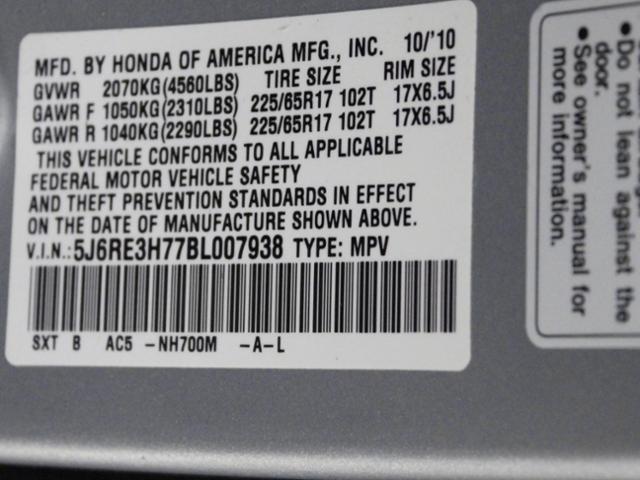 MFD. BY HONDA OF AMERICA MFG., INC. 10/'10
GVWR 2070KG(4560LBS) TIRE SIZE RIM SIZE
GAWR F 1050KG(2310LBS) 225/65R17 102T 17X6.5J
GAWR R 1040KG(2290LBS) 225/65R17 102T 17X6.5J
THIS VEHICLE CONFORMS TO ALL APPLICABLE
FEDERAL MOTOR VEHICLE SAFETY
AND THEFT PREVENTION STANDARDS IN EFFECT
ON THE DATE OF MANUFACTURE SHOWN ABOVE.
V.I.N.: 5J6RE3H77BL007938 TYPE: MPV
SXT B AC5 -NH700M -A-L
• Do not lean against the
door.
• See owner's manual for
more information.